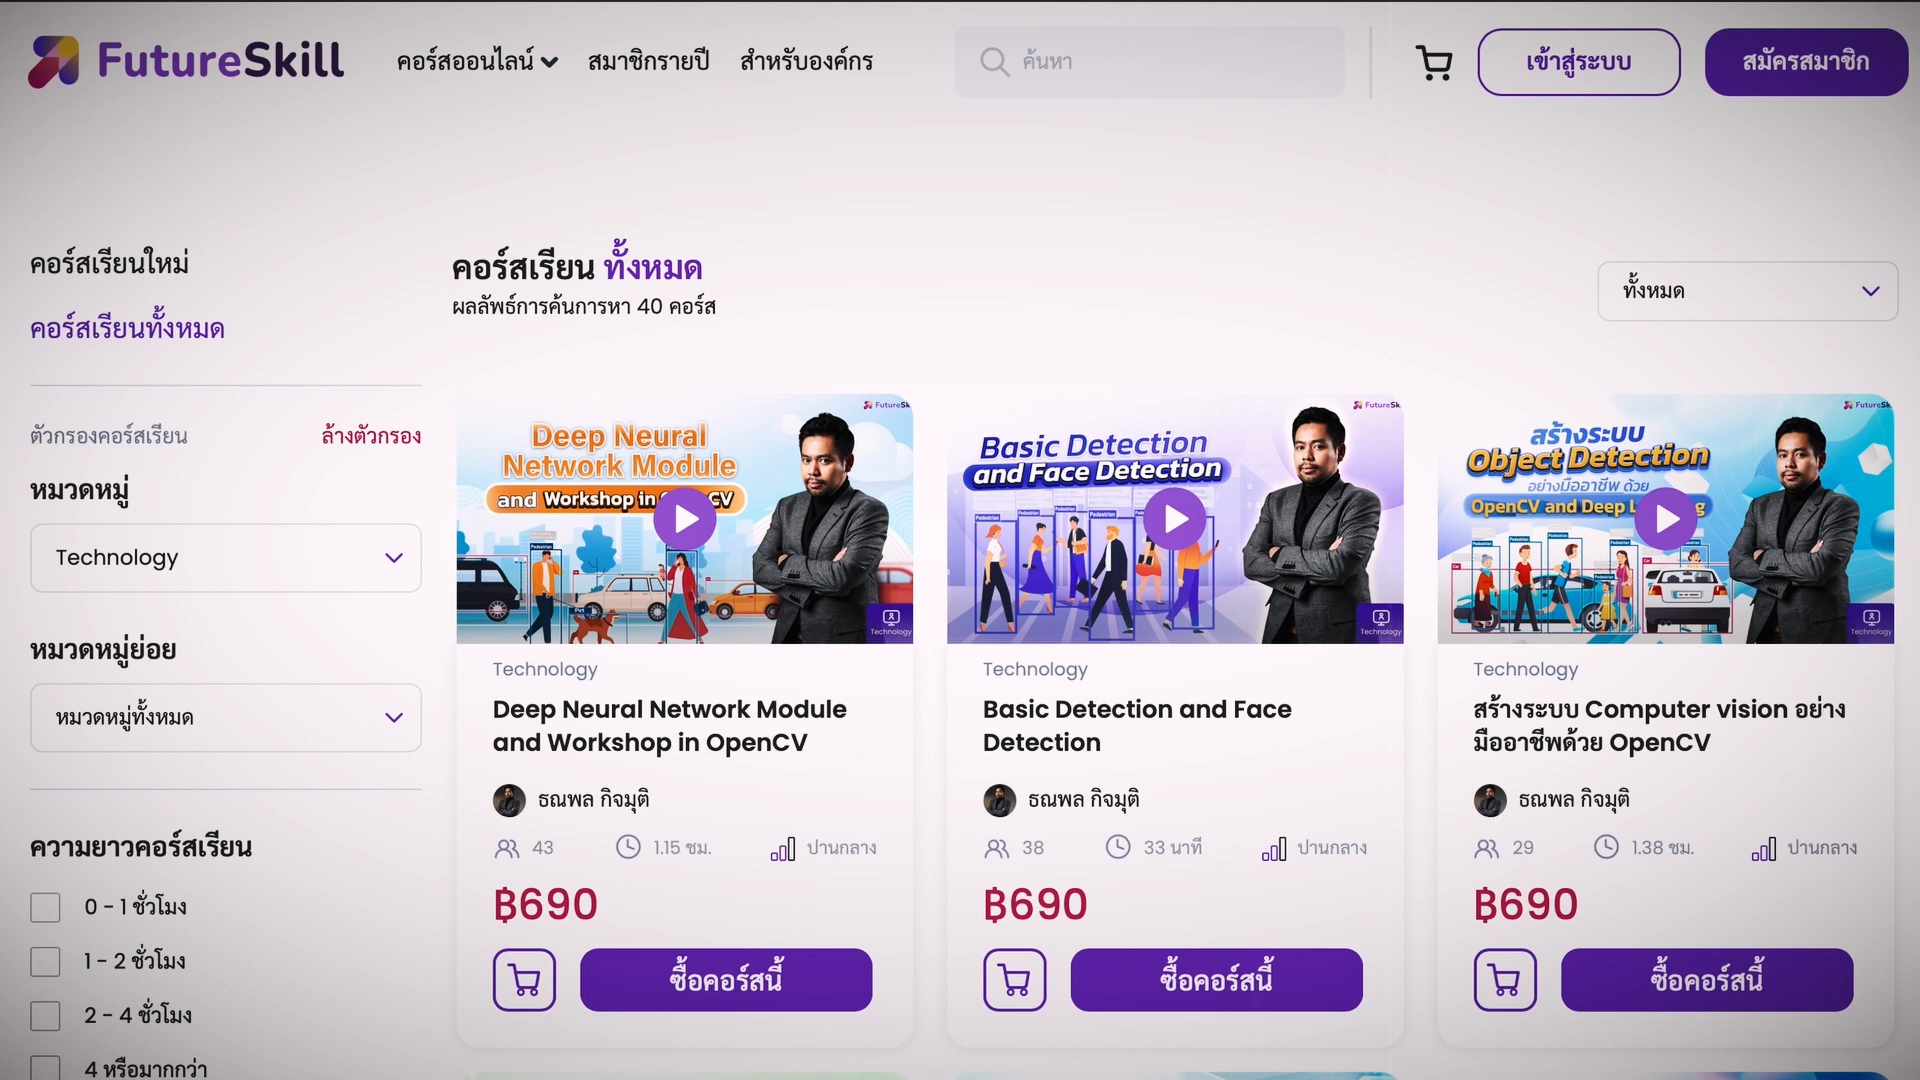 FutureSkill
คอร์สออนไลน์
สมาชิกรายปี
สำหรับองค์กร
ค้นหา
เข้าสู่ระบบ
สมัครสมาชิก
คอร์สเรียนใหม่
คอร์สเรียนทั้งหมด
คอร์สเรียน ทั้งหมด
ผลลัพธ์การค้นการหา 40 คอร์ส
ทั้งหมด
ตัวกรองคอร์สเรียน
ล้างตัวกรอง
หมวดหมู่
Technology
หมวดหมู่ย่อย
หมวดหมู่ทั้งหมด
ความยาวคอร์สเรียน
0 - 1 ชั่วโมง
1 - 2 ชั่วโมง
2 - 4 ชั่วโมง
4 หรือมากกว่า
FutureSk
Deep Neural
Network Module
and Workshop in CV
Pedestrian
Pet
Technology
Technology
Deep Neural Network Module
and Workshop in OpenCV
ธณพล กิจมุติ
43
1.15 ชม.
ปานกลาง
฿690
ซื้อคอร์สนี้
FutureSk
Basic Detection
and Face Detection
Pedestrian
Pedestrian
Pedestrian
Pedestrian
Technology
Technology
Basic Detection and Face
Detection
ธณพล กิจมุติ
38
33 นาที
ปานกลาง
฿690
ซื้อคอร์สนี้
FutureSk
สร้างระบบ
Object Detection
อย่างมืออาชีพ ด้วย
OpenCV and Deep L g
Technology
Technology
สร้างระบบ Computer vision อย่าง
มืออาชีพด้วย OpenCV
ธณพล กิจมุติ
29
1.38 ชม.
ปานกลาง
฿690
ซื้อคอร์สนี้